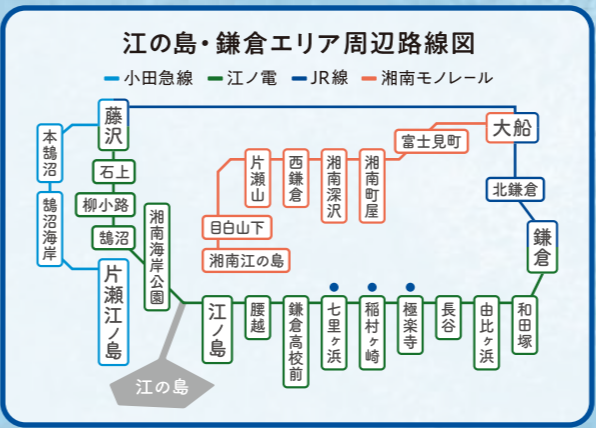 江の島・鎌倉エリア周辺路線図
小田急線
江ノ電
JR線
湘南モノレール
藤沢
本鵠沼
鵠沼海岸
片瀬江ノ島
石上
柳小路
鵠沼
湘南海岸公園
江ノ島
腰越
鎌倉高校前
七里ヶ浜
稲村ヶ崎
極楽寺
長谷
由比ヶ浜
和田塚
鎌倉
北鎌倉
大船
富士見町
湘南町屋
湘南深沢
西鎌倉
片瀬山
目白山下
湘南江の島
江の島